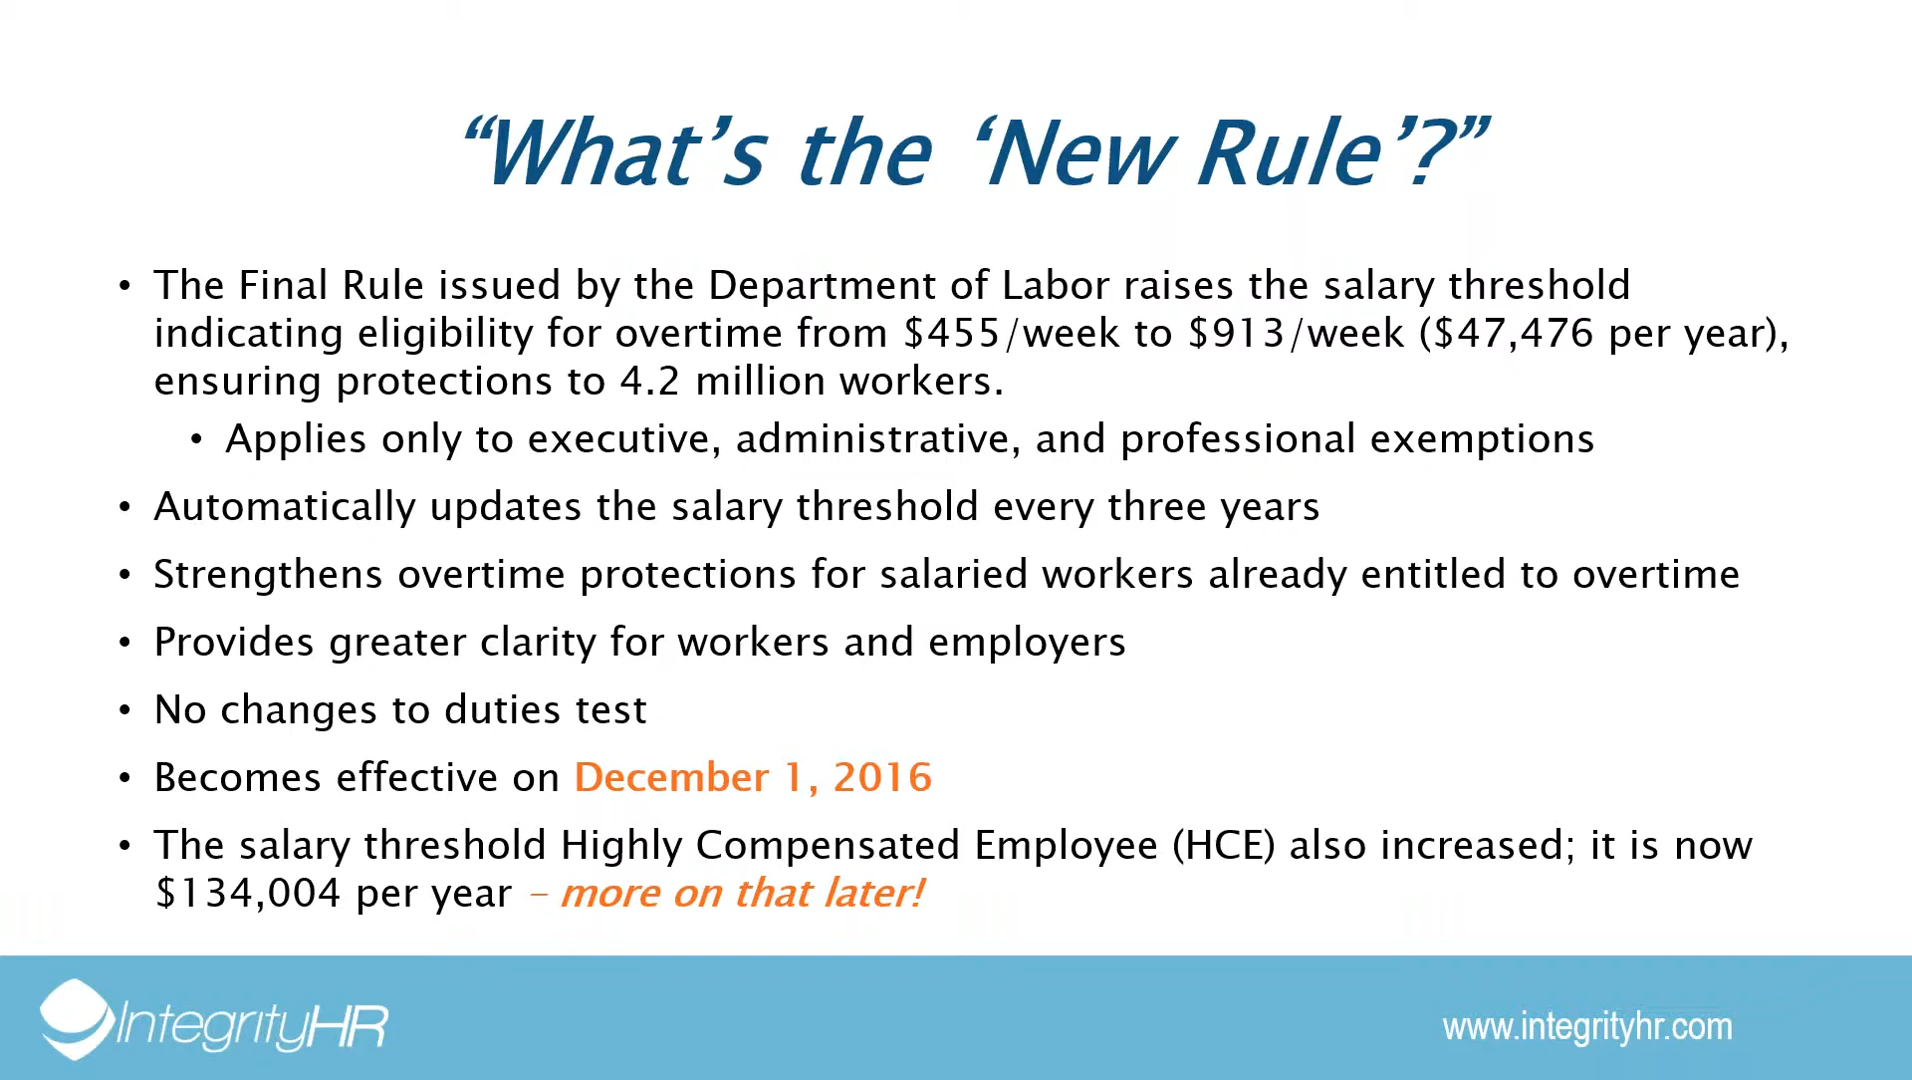 “What’s the ‘New Rule’?”
• The Final Rule issued by the Department of Labor raises the salary threshold
indicating eligibility for overtime from $455/week to $913/week ($47,476 per year),
ensuring protections to 4.2 million workers.
• Applies only to executive, administrative, and professional exemptions
• Automatically updates the salary threshold every three years
• Strengthens overtime protections for salaried workers already entitled to overtime
• Provides greater clarity for workers and employers
• No changes to duties test
• Becomes effective on December 1, 2016
• The salary threshold Highly Compensated Employee (HCE) also increased; it is now
$134,004 per year – more on that later!
IntegrityHR
www.integrityhr.com